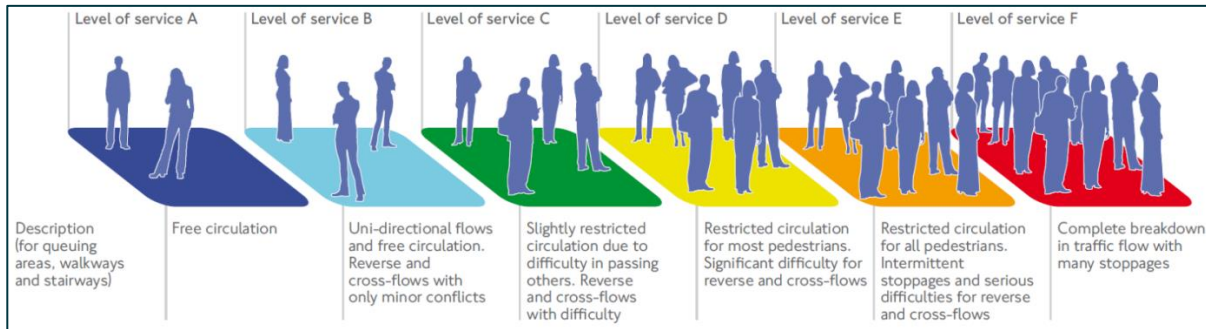 Level of service A
Level of service B
Level of service C
Level of service D
Level of service E
Level of service F
Description
(for queuing
areas, walkways
and stairways)
Free circulation
Uni-directional flows
and free circulation.
Reverse and
cross-flows with
only minor conflicts
Slightly restricted
circulation due to
difficulty in passing
others. Reverse
and cross-flows
with difficulty
Restricted circulation
for most pedestrians.
Significant difficulty for
reverse and cross-flows
Restricted circulation
for all pedestrians.
Intermittent
stoppages and serious
difficulties for reverse
and cross-flows
Complete breakdown
in traffic flow with
many stoppages